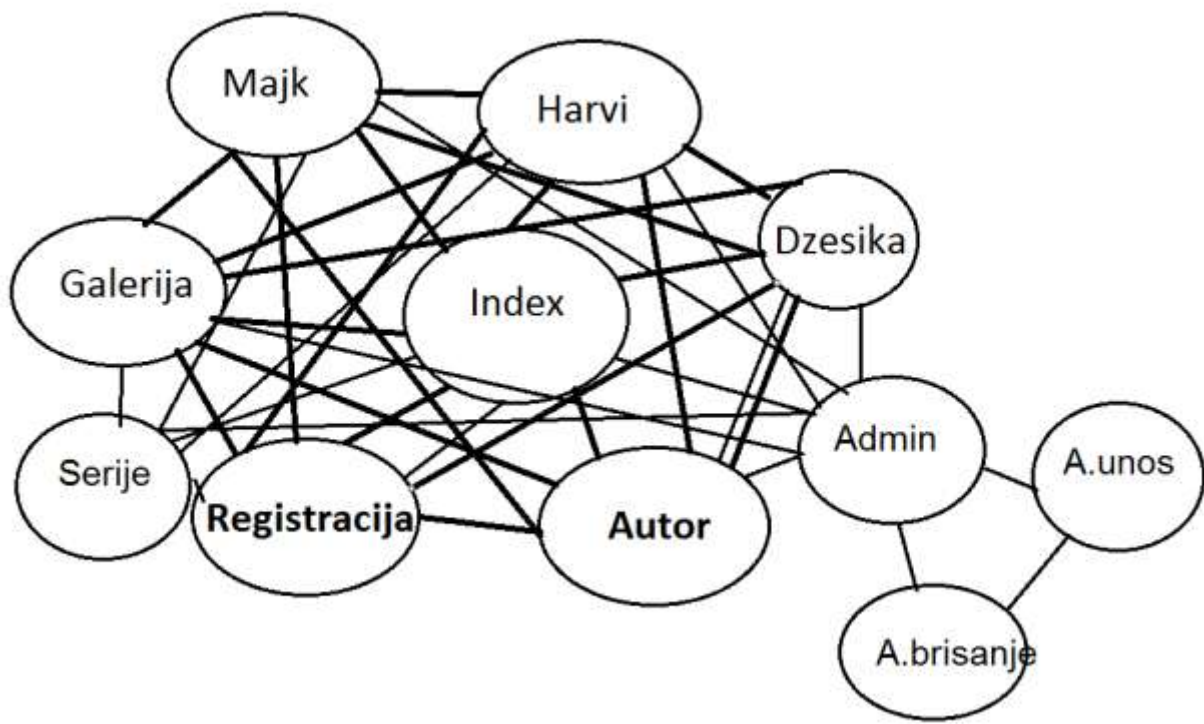 Majk
Harvi
Dzesika
Galerija
Index
Admin
A.unos
Serije
Registracija
Autor
A.brisanje